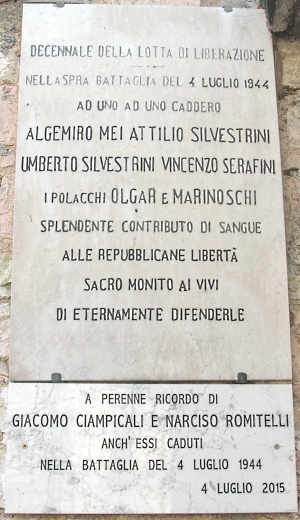 DECENNALE DELLA LOTTA DI LIBERAZIONE
NELL'ASPRA BATTAGLIA DEL 4 LUGLIO 1944
AD UNO AD UNO CADDERO
ALGEMIRO MEI ATTILIO SILVESTRINI
UMBERTO SILVESTRINI VINCENZO SERAFINI
I POLACCHI OLGAR E MARINOSCHI
SPLENDENTE CONTRIBUTO DI SANGUE
ALLE REPUBBLICANE LIBERTÀ
SACRO MONITO AI VIVI
DI ETERNAMENTE DIFENDERLE
A PERENNE RICORDO DI
GIACOMO CIAMPICALI E NARCISO ROMITELLI
ANCH' ESSI CADUTI
NELLA BATTAGLIA DEL 4 LUGLIO 1944
4 LUGLIO 2015